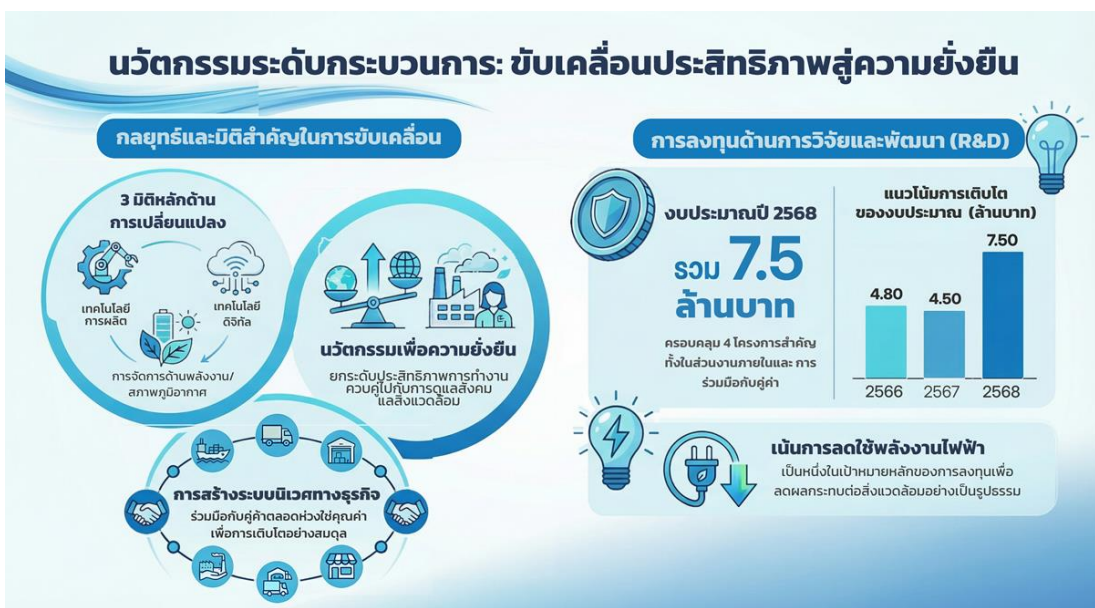 นวัตกรรมระดับกระบวนการ: ขับเคลื่อนประสิทธิภาพสู่ความยั่งยืน
กลยุทธ์และมิติสำคัญในการขับเคลื่อน
3 มิติหลักด้าน
การเปลี่ยนแปลง
เทคโนโลยี
การผลิต
เทคโนโลยี
ดิจิทัล
การจัดการด้านพลังงาน/
สภาพภูมิอากาศ
นวัตกรรมเพื่อความยั่งยืน
ยกระดับประสิทธิภาพการทำงาน
ควบคู่ไปกับการดูแลสังคม
และสิ่งแวดล้อม
การสร้างระบบนิเวศทางธุรกิจ
ร่วมมือกับคู่ค้าตลอดห่วงใช่คุณค่า
เพื่อการเติบโตอย่างสมดุล
การลงทุนด้านการวิจัยและพัฒนา (R&D)
งบประมาณปี 2568
รวม 7.5
ล้านบาท
ครอบคลุม 4 โครงการสำคัญ
ทั้งในส่วนงานภายในและ การ
ร่วมมือกับคู่ค่า
แนวโน้มการเติบโต
ของงบประมาณ (ล้านบาท)
4.80
4.50
7.50
2566
2567
2568
เน้นการลดใช้พลังงานไฟฟ้า
เป็นหนึ่งในเป้าหมายหลักของการลงทุนเพื่อ
ลดผลกระทบต่อสิ่งแวดล้อมอย่างเป็นรูปธรรม